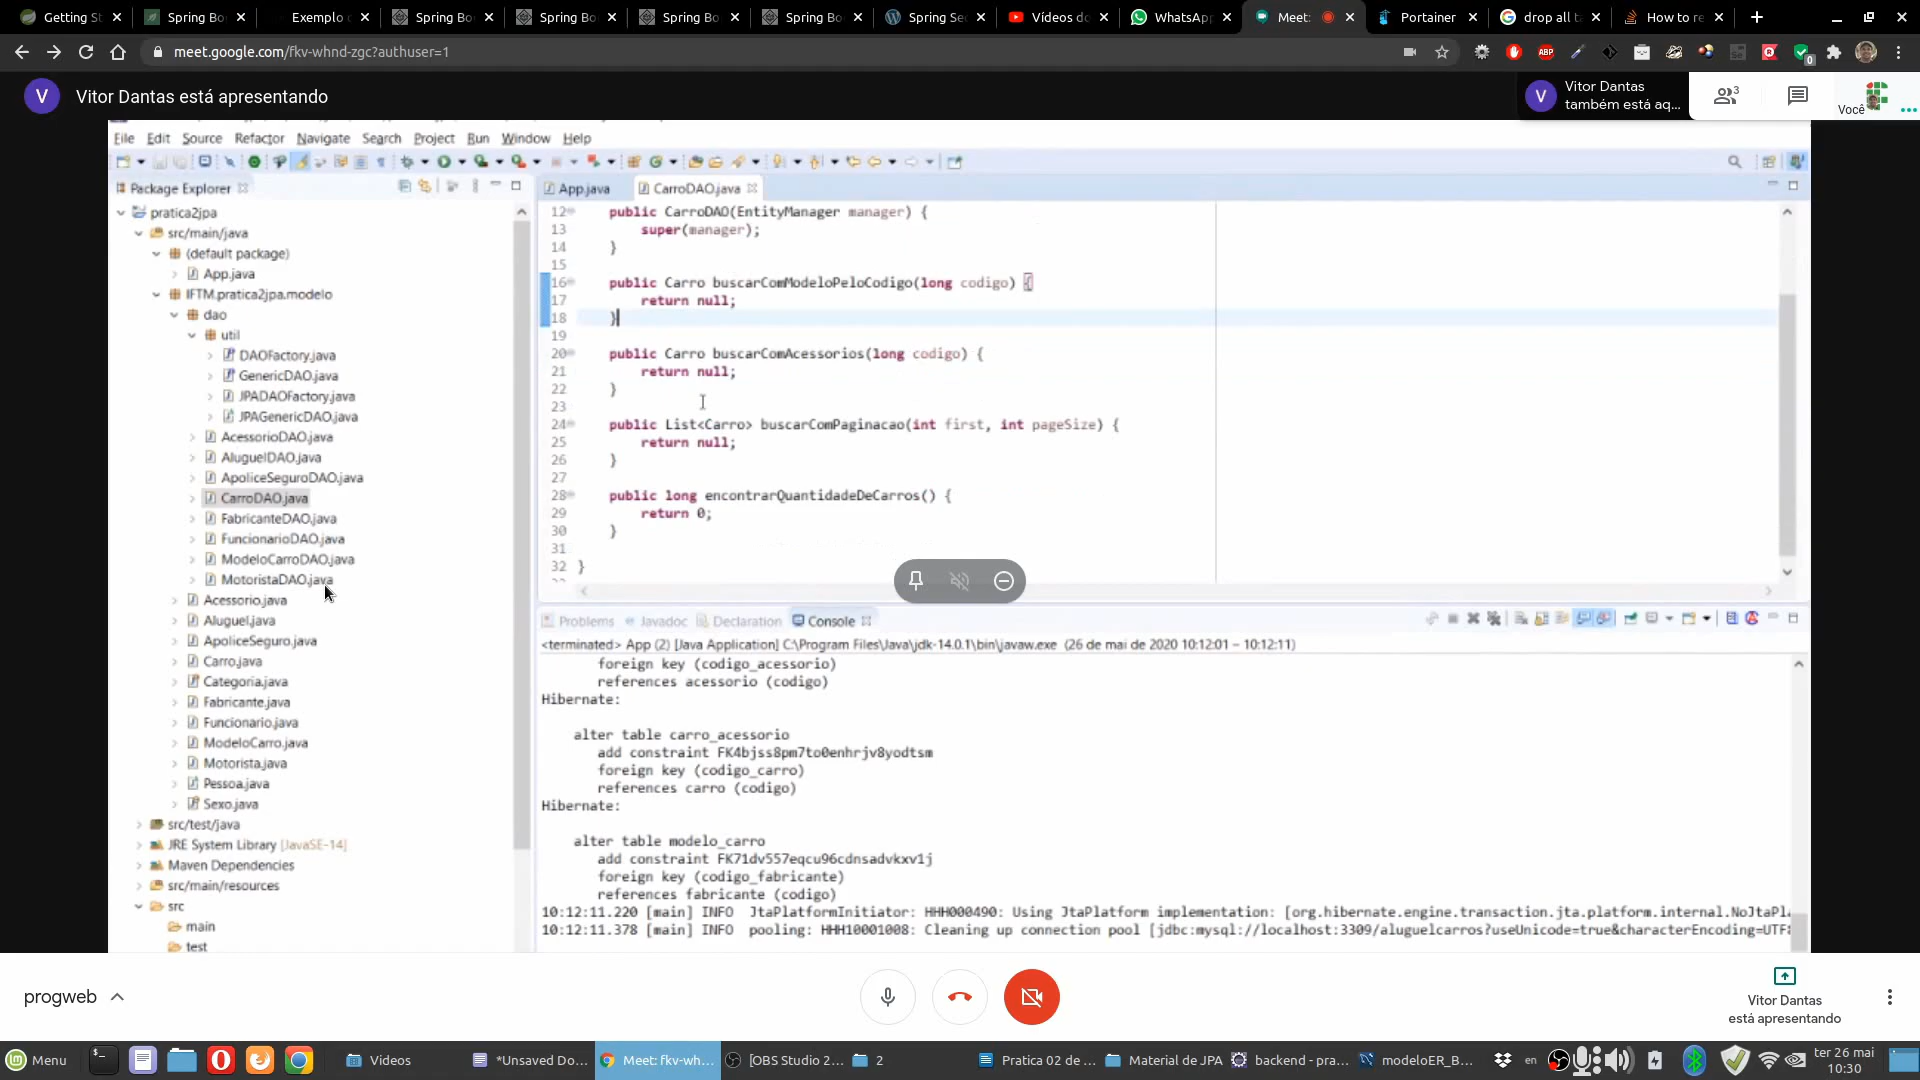 Getting St
Spring Bo
Exemplo
Spring Bo
Spring Bo
Spring Bo
Spring Bo
Spring Se
Vídeos do
WhatsApp
Meet:
Portainer
drop all t
How to re
meet.google.com/fkv-whnd-zgc?authuser=1
ABP
0
V
Vitor Dantas está apresentando
V
Vitor Dantas
também está aq...
3
Você
File Edit Source Refactor Navigate Search Project Run Window Help
Package Explorer
pratica2jpa
src/main/java
(default package)
App.java
IFTM.pratica2jpa.modelo
dao
util
DAOFactory.java
GenericDAO.java
JPADAOFactory.java
JPAGenericDAO.java
AcessorioDAO.java
AluguelDAO.java
ApoliceSeguroDAO.java
CarroDAO.java
FabricanteDAO.java
FuncionarioDAO.java
ModeloCarroDAO.java
MotoristaDAO.java
Acessorio.java
Aluguel.java
ApoliceSeguro.java
Carro.java
Categoria.java
Fabricante.java
Funcionario.java
ModeloCarro.java
Motorista.java
Pessoa.java
Sexo.java
src/test/java
JRE System Library [JavaSE-14]
Maven Dependencies
src/main/resources
src
main
test
App.java
CarroDAO.java
12 public CarroDAO(EntityManager manager) {
13 super(manager);
14 }
15
16 public Carro buscarComModeloPeloCodigo(long codigo) {
17 return null;
18 }
19
20 public Carro buscarComAcessorios(long codigo) {
21 return null;
22 }
23
24 public List<Carro> buscarComPaginacao(int first, int pageSize) {
25 return null;
26 }
27
28 public long encontrarQuantidadeDeCarros() {
29 return 0;
30 }
31
32 }
Problems Javadoc Declaration Console
<terminated> App (2) [Java Application] C:\Program Files\Java\jdk-14.0.1\bin\javaw.exe (26 de mai de 2020 10:12:01 – 10:12:11)
foreign key (codigo_acessorio)
references acessorio (codigo)
Hibernate:
alter table carro_acessorio
add constraint FK4bjss8pm7to0enhrjv8yodtsm
foreign key (codigo_carro)
references carro (codigo)
Hibernate:
alter table modelo_carro
add constraint FK71dv557eqcu96cdnsadvkxv1j
foreign key (codigo_fabricante)
references fabricante (codigo)
10:12:11.220 [main] INFO JtaPlatformInitiator: HHH000490: Using JtaPlatform implementation: [org.hibernate.engine.transaction.jta.platform.internal.NoJtaPl
10:12:11.378 [main] INFO pooling: HHH10001008: Cleaning up connection pool [jdbc:mysql://localhost:3309/aluguelcarros?useUnicode=true&characterEncoding=UTF
progweb
Vitor Dantas
está apresentando
Menu
Videos
*Unsaved Do...
Meet: fkv-wh...
[OBS Studio 2...
2
Pratica 02 de ...
Material de JPA
backend - pra...
modeloER_B...
en
ter 26 mai
10:30